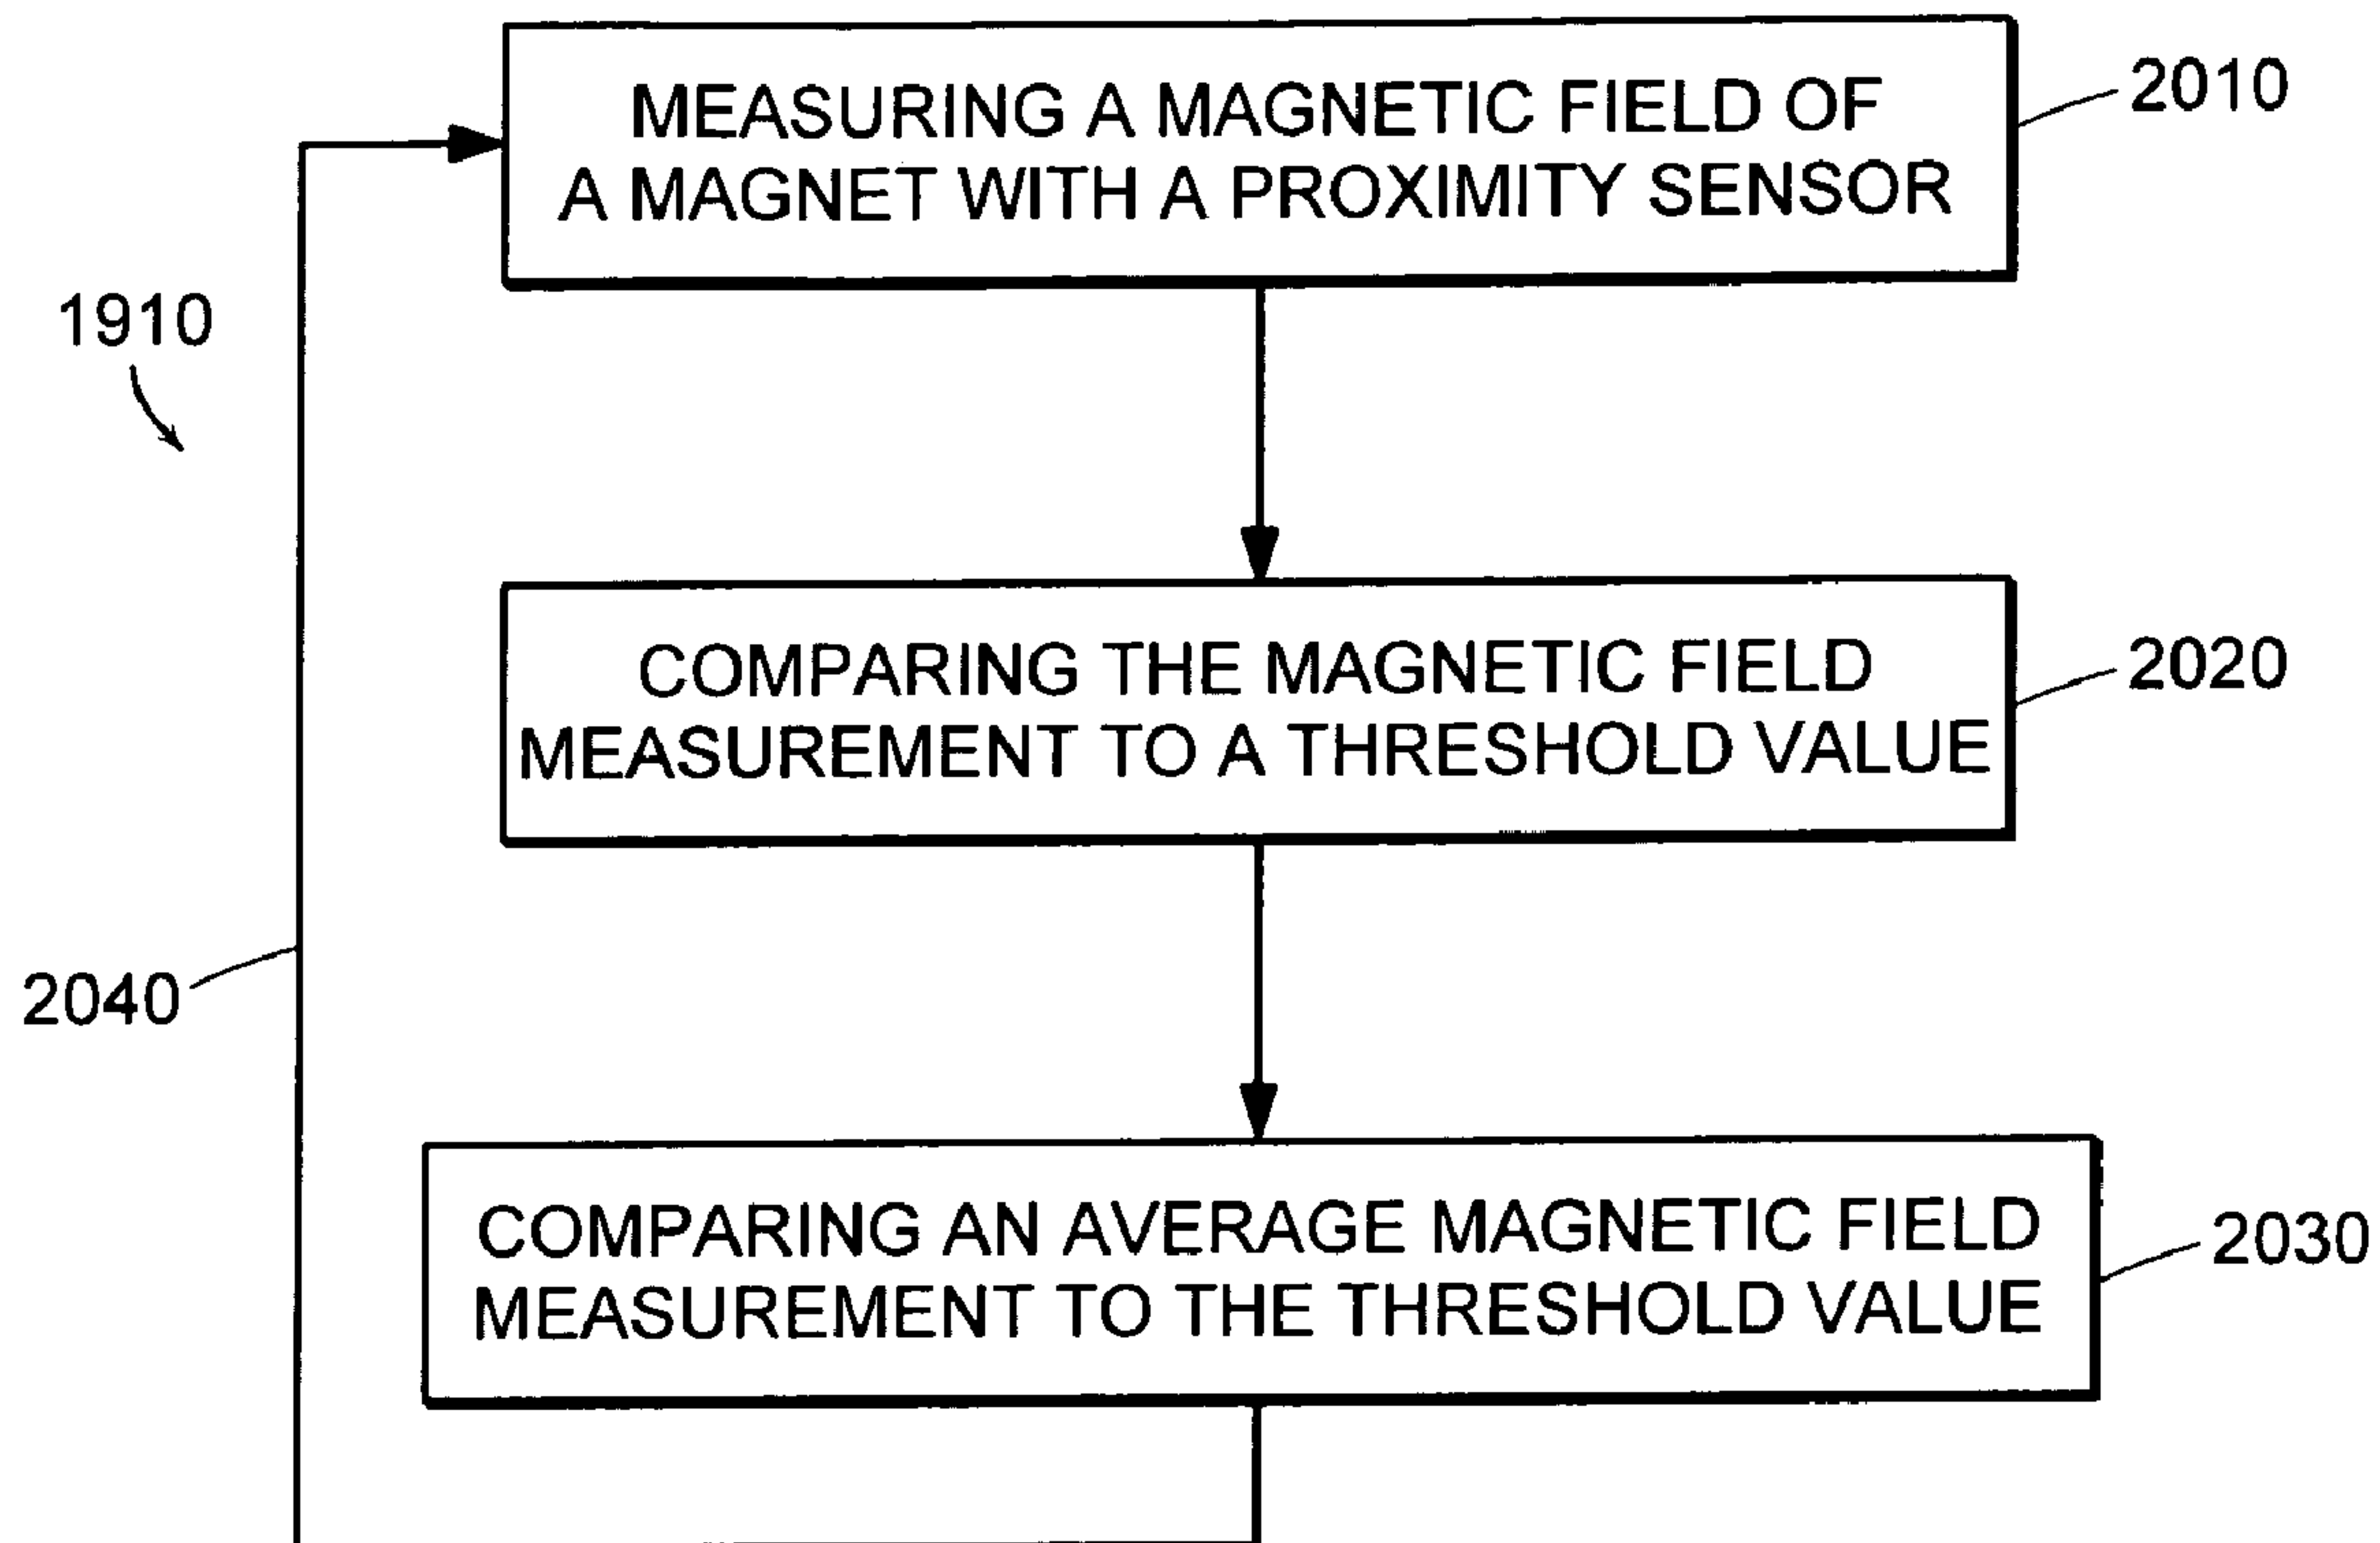 MEASURING A MAGNETIC FIELD OF
A MAGNET WITH A PROXIMITY SENSOR
2010
1910
COMPARING THE MAGNETIC FIELD
MEASUREMENT TO A THRESHOLD VALUE
2020
2040
COMPARING AN AVERAGE MAGNETIC FIELD
MEASUREMENT TO THE THRESHOLD VALUE
2030